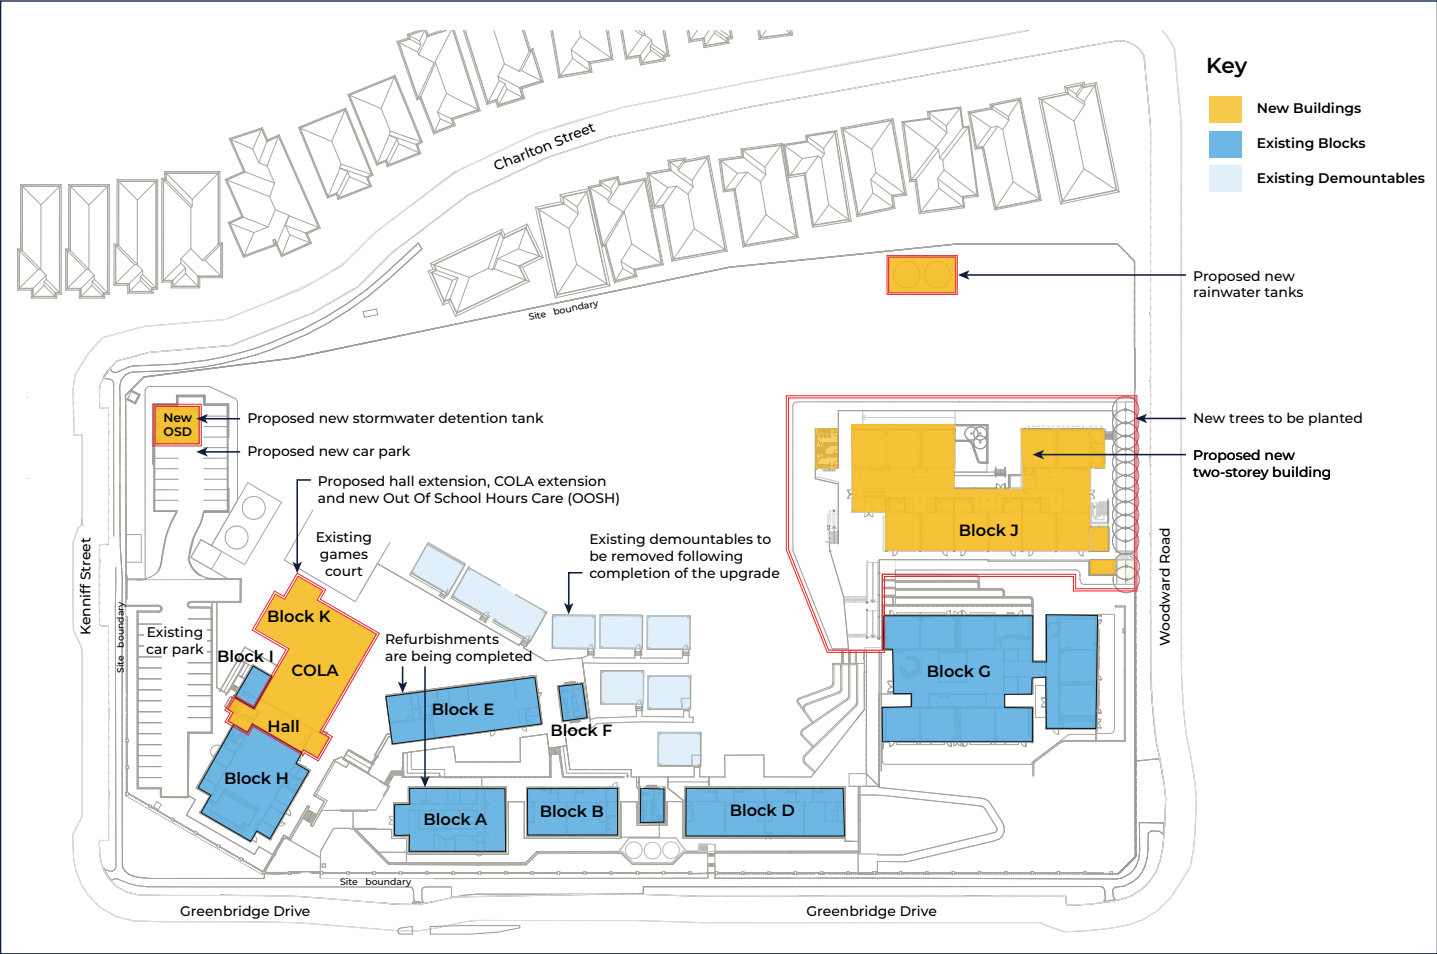 Key
New Buildings
Existing Blocks
Existing Demountables
Charlton Street
Site boundary
Proposed new
rainwater tanks
New
OSD
Proposed new stormwater detention tank
Proposed new car park
New trees to be planted
Proposed new
two-storey building
Proposed hall extension, COLA extension
and new Out Of School Hours Care (OOSH)
Existing
games
court
Existing demountables to
be removed following
completion of the upgrade
Block J
Kenniff Street
Woodward Road
Site boundary
Existing
car park
Block K
Block I
COLA
Hall
Refurbishments
are being completed
Block E
Block F
Block G
Block H
Block A
Block B
Block D
Site boundary
Greenbridge Drive
Greenbridge Drive